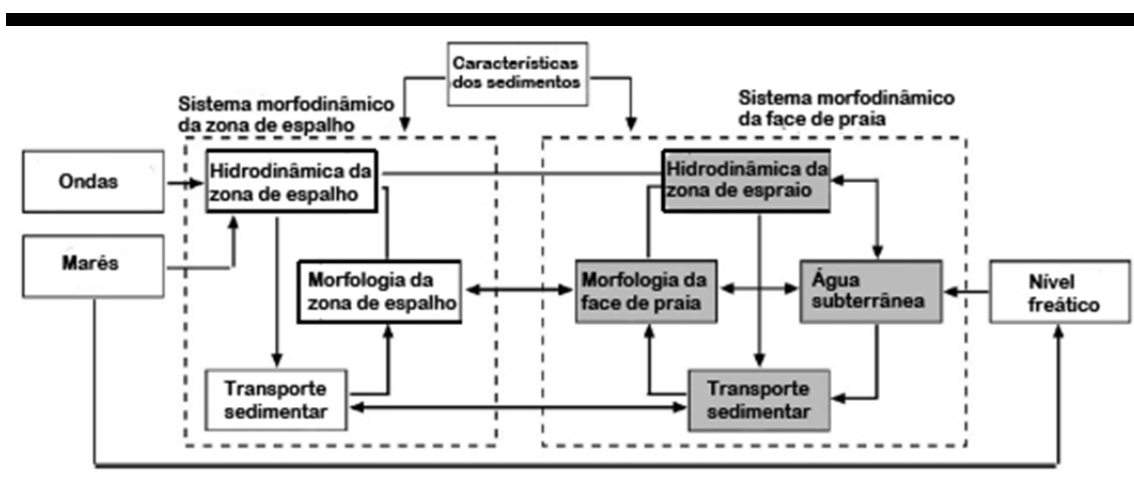 Características
dos sedimentos
Sistema morfodinâmico
da zona de espalho
Sistema morfodinâmico
da face de praia
Ondas
Hidrodinâmica da
zona de espalho
Hidrodinâmica da
zona de espraio
Marés
Morfologia da
zona de espalho
Morfologia da
face de praia
Água
subterrânea
Nível
freático
Transporte
sedimentar
Transporte
sedimentar